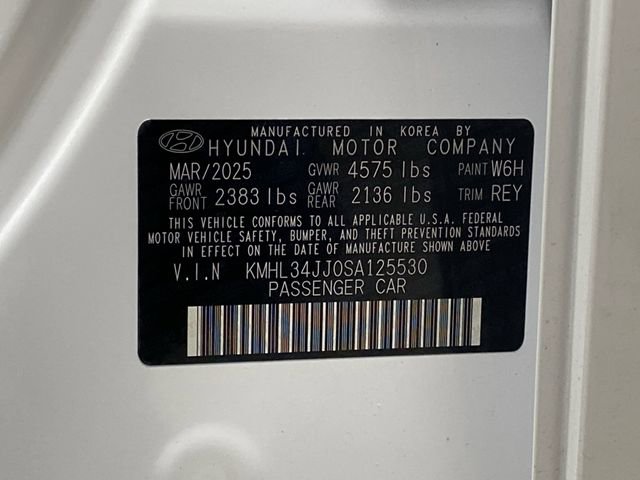 MANUFACTURED IN KOREA BY
HYUNDAI MOTOR COMPANY
MAR/2025 GVWR 4575 lbs PAINT W6H
GAWR FRONT 2383 lbs GAWR REAR 2136 lbs TRIM REY
THIS VEHICLE CONFORMS TO ALL APPLICABLE U.S.A. FEDERAL
MOTOR VEHICLE SAFETY, BUMPER, AND THEFT PREVENTION STANDARDS
IN EFFECT ON THE DATE OF MANUFACTURE SHOWN ABOVE
V.I.N KMHL34JJ0SA125530
PASSENGER CAR